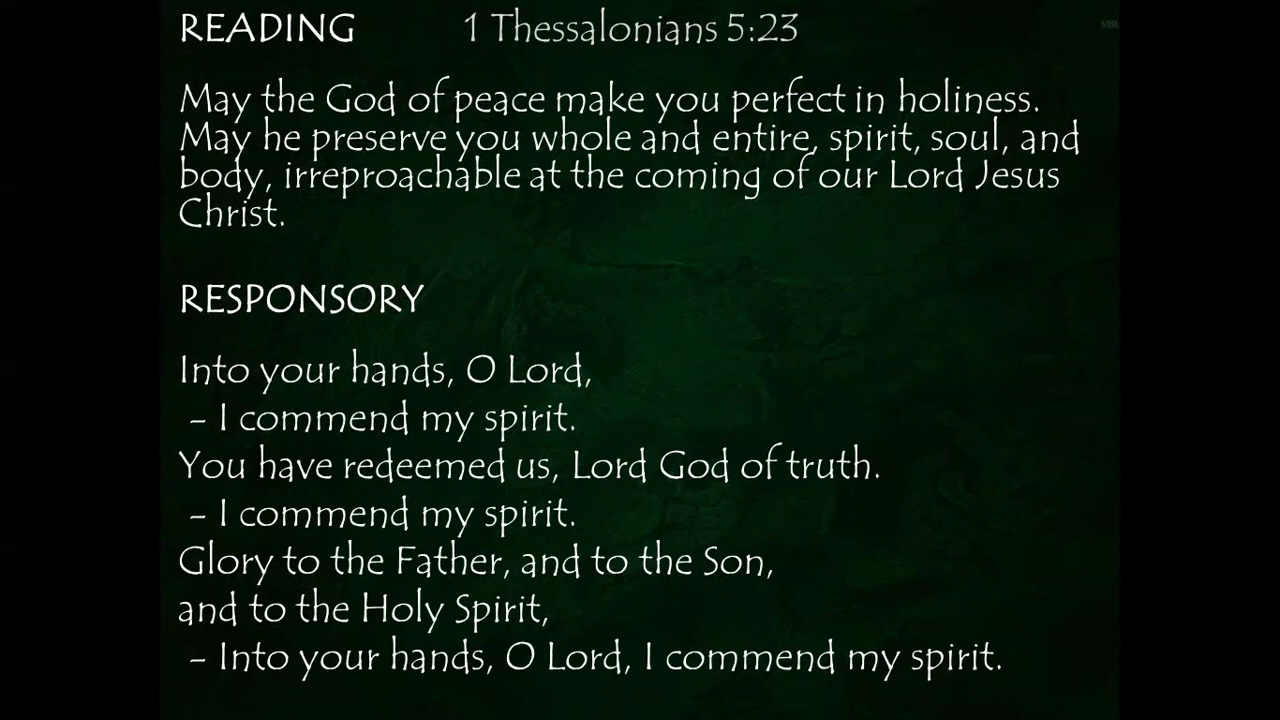 READING 1 Thessalonians 5:23
May the God of peace make you perfect in holiness.
May he preserve you whole and entire, spirit, soul, and
body, irreproachable at the coming of our Lord Jesus
Christ.
RESPONSORY
Into your hands, O Lord,
– I commend my spirit.
You have redeemed us, Lord God of truth.
– I commend my spirit.
Glory to the Father, and to the Son,
and to the Holy Spirit,
– Into your hands, O Lord, I commend my spirit.